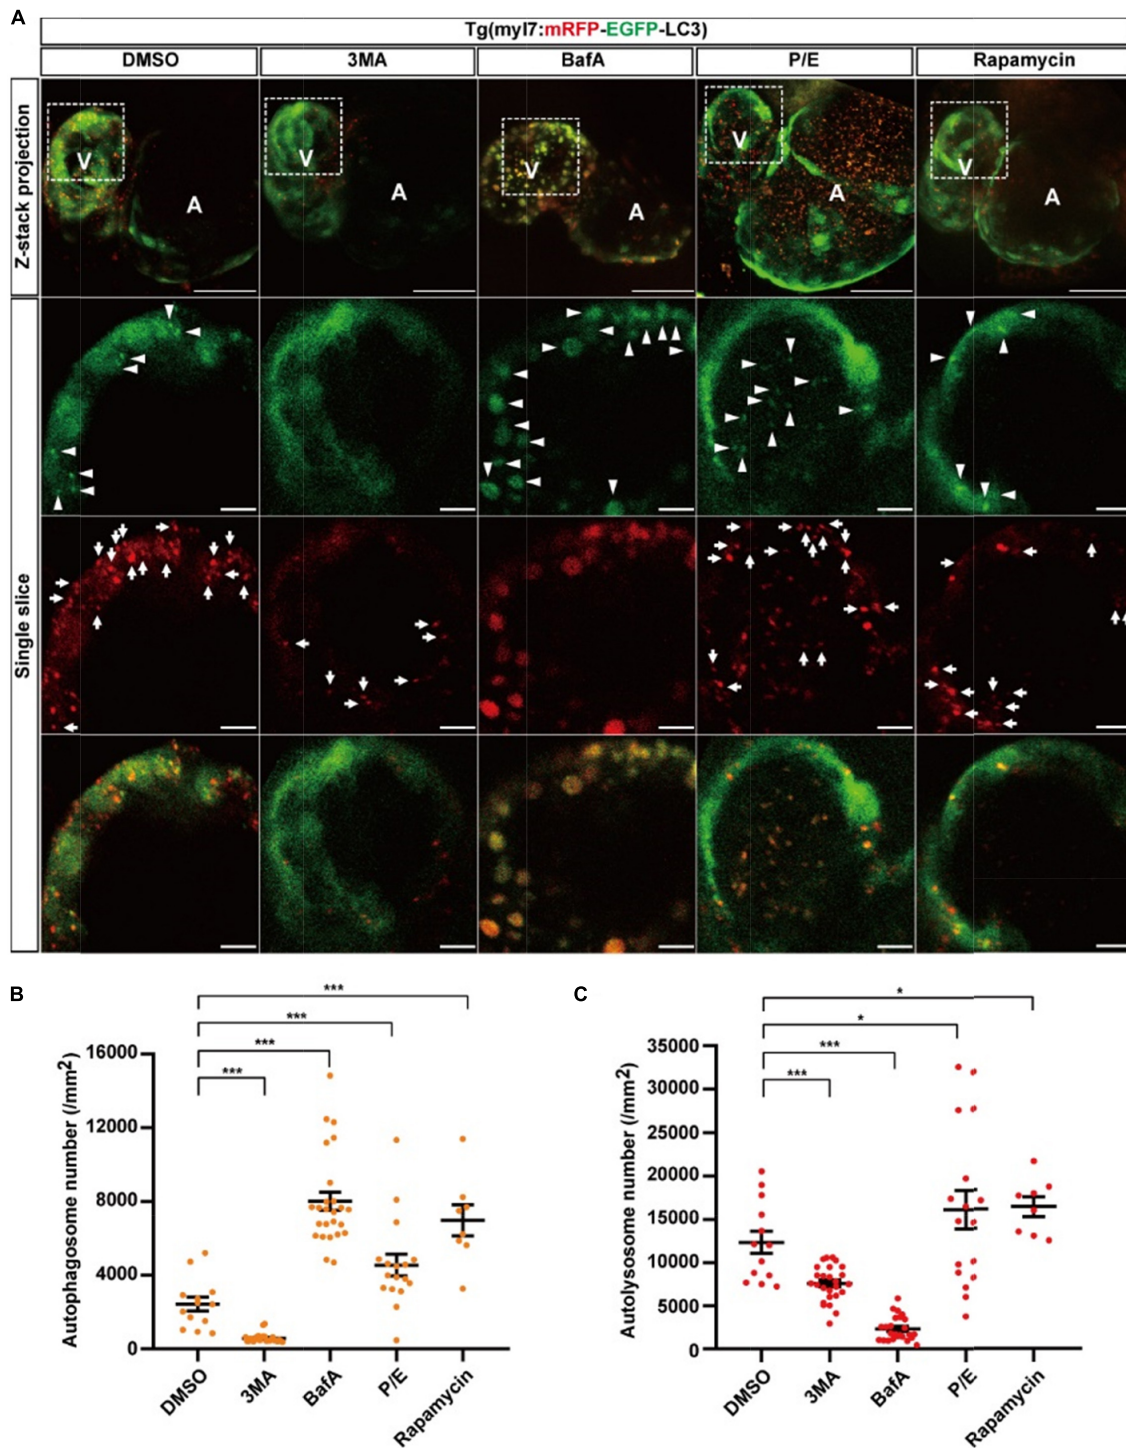 A
Tg(myl7:mRFP-EGFP-LC3)
DMSO 3MA BafA P/E Rapamycin
Z-stack projection
V A V A V A V A V A
Single slice
B
*** 
***
***
***
Autophagosome number (/mm2)
16000
12000
8000
4000
0
DMSO 3MA BafA P/E Rapamycin
C
*
*
***
***
Autolysosome number (/mm2)
35000
30000
25000
20000
15000
10000
5000
0
DMSO 3MA BafA P/E Rapamycin